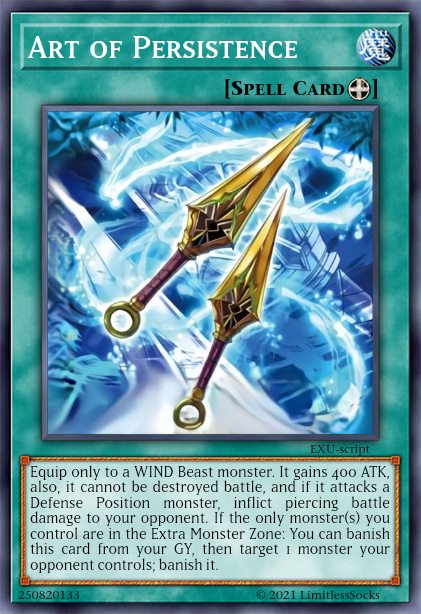 ART OF PERSISTENCE
魔
[SPELL CARD]
EXU-script
Equip only to a WIND Beast monster. It gains 400 ATK,
also, it cannot be destroyed battle, and if it attacks a
Defense Position monster, inflict piercing battle
damage to your opponent. If the only monster(s) you
control are in the Extra Monster Zone: You can banish
this card from your GY, then target 1 monster your
opponent controls; banish it.
250820133 © 2021 LimitlessSocks